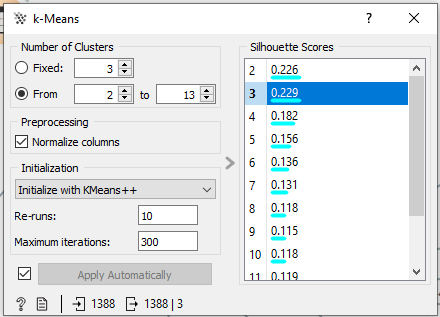 k-Means
? ×
Number of Clusters
Fixed: 3
From 2 to 13
Preprocessing
Normalize columns
Initialization
Initialize with KMeans++
Re-runs: 10
Maximum iterations: 300
Apply Automatically
? 1388 1388 | 3
Silhouette Scores
2 0.226
3 0.229
4 0.182
5 0.156
6 0.136
7 0.131
8 0.118
9 0.115
10 0.118
11 0.119